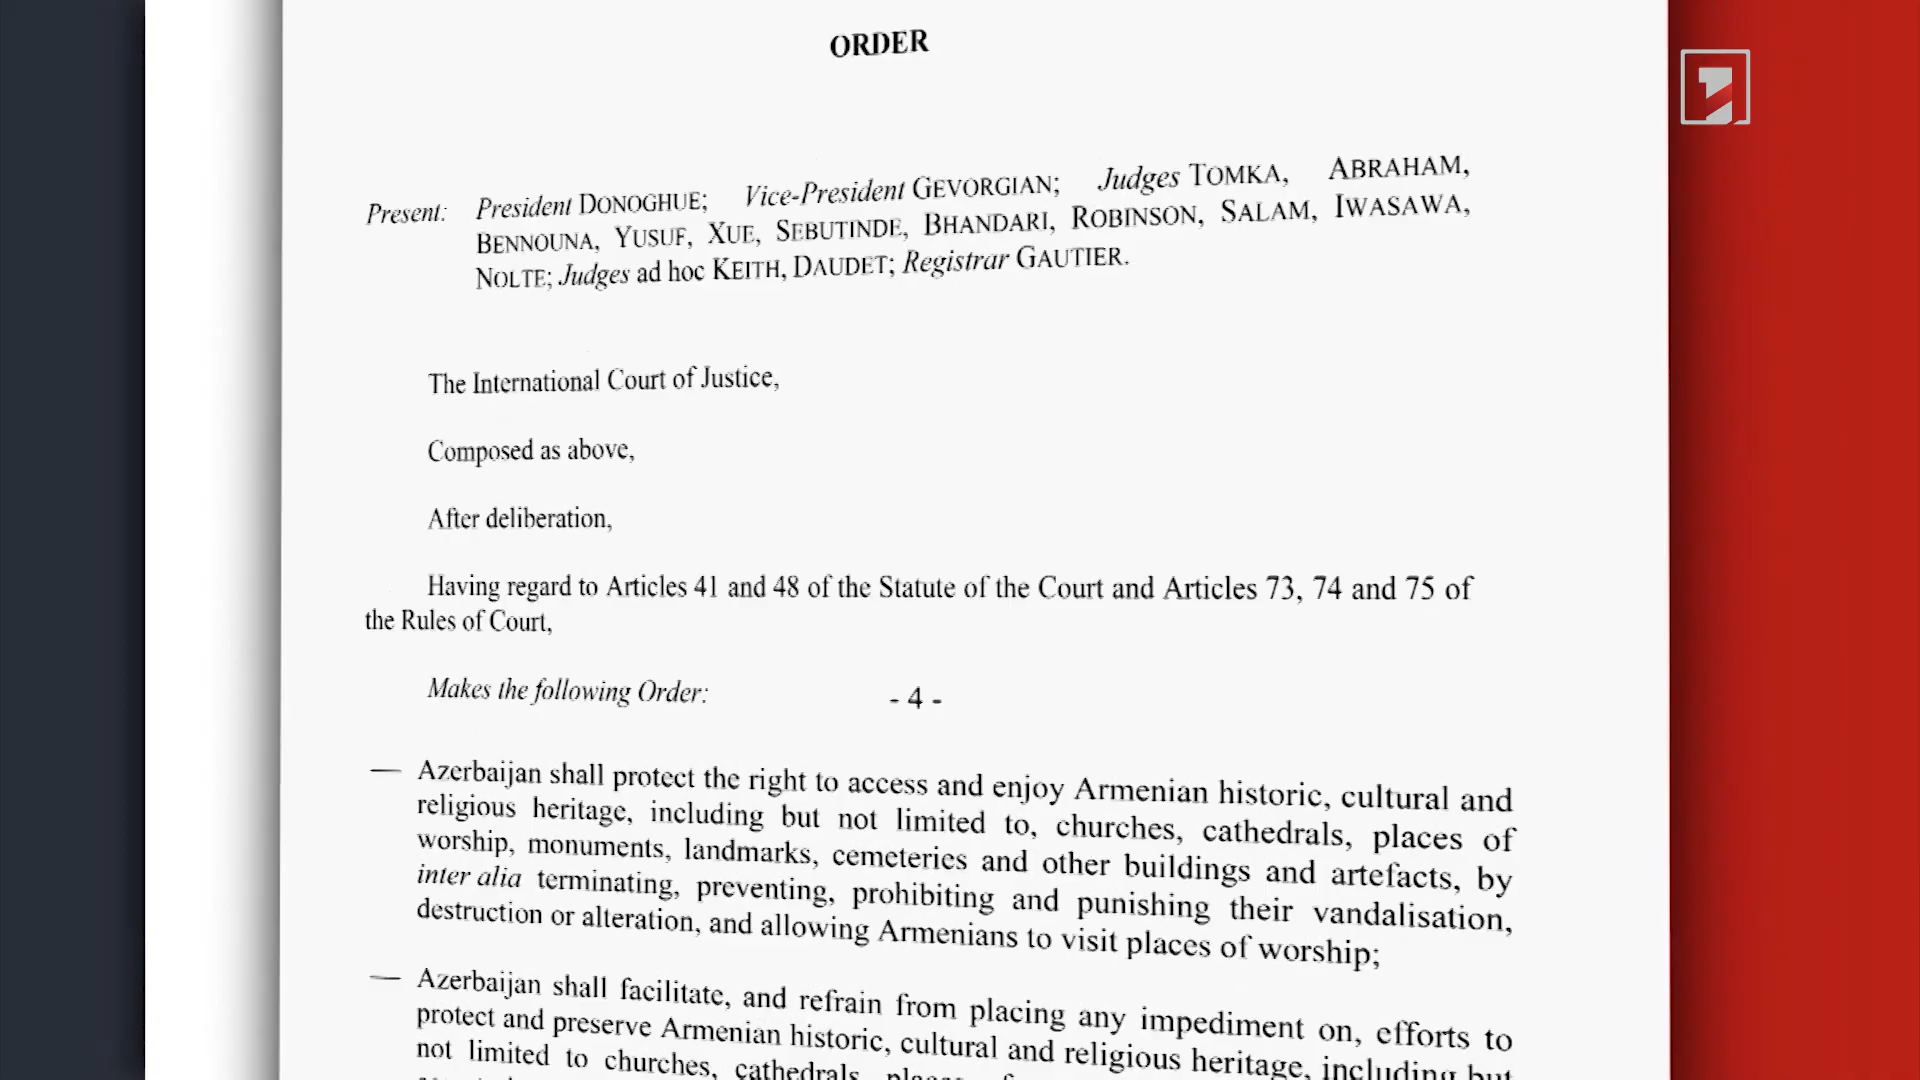 ORDER
Present: President DONOGHUE; Vice-President GEVORGIAN; Judges TOMKA, ABRAHAM,
BENNOUNA, YUSUF, XUE, SEBUTINDE, BHANDARI, ROBINSON, SALAM, IWASAWA,
NOLTE; Judges ad hoc KEITH, DAUDET; Registrar GAUTIER.
The International Court of Justice,
Composed as above,
After deliberation,
Having regard to Articles 41 and 48 of the Statute of the Court and Articles 73, 74 and 75 of
the Rules of Court,
Makes the following Order:
- 4 -
— Azerbaijan shall protect the right to access and enjoy Armenian historic, cultural and
religious heritage, including but not limited to, churches, cathedrals, places of
worship, monuments, landmarks, cemeteries and other buildings and artefacts, by
inter alia terminating, preventing, prohibiting and punishing their vandalisation,
destruction or alteration, and allowing Armenians to visit places of worship;
— Azerbaijan shall facilitate, and refrain from placing any impediment on, efforts to
protect and preserve Armenian historic, cultural and religious heritage, including but
not limited to churches, cathedrals, places of